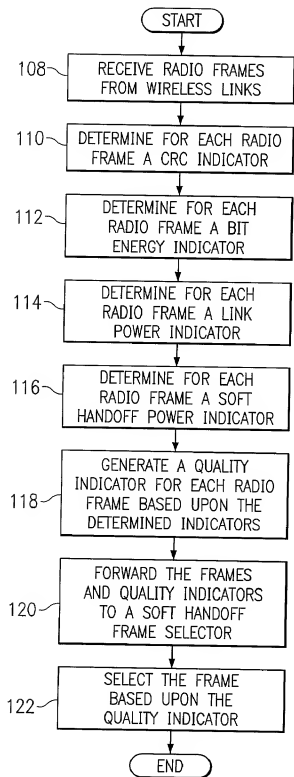 START
108
RECEIVE RADIO FRAMES
FROM WIRELESS LINKS
110
DETERMINE FOR EACH RADIO
FRAME A CRC INDICATOR
112
DETERMINE FOR EACH
RADIO FRAME A BIT
ENERGY INDICATOR
114
DETERMINE FOR EACH
RADIO FRAME A LINK
POWER INDICATOR
116
DETERMINE FOR EACH
RADIO FRAME A SOFT
HANDOFF POWER INDICATOR
118
GENERATE A QUALITY
INDICATOR FOR EACH RADIO
FRAME BASED UPON THE
DETERMINED INDICATORS
120
FORWARD THE FRAMES
AND QUALITY INDICATORS
TO A SOFT HANDOFF
FRAME SELECTOR
122
SELECT THE FRAME
BASED UPON THE
QUALITY INDICATOR
END